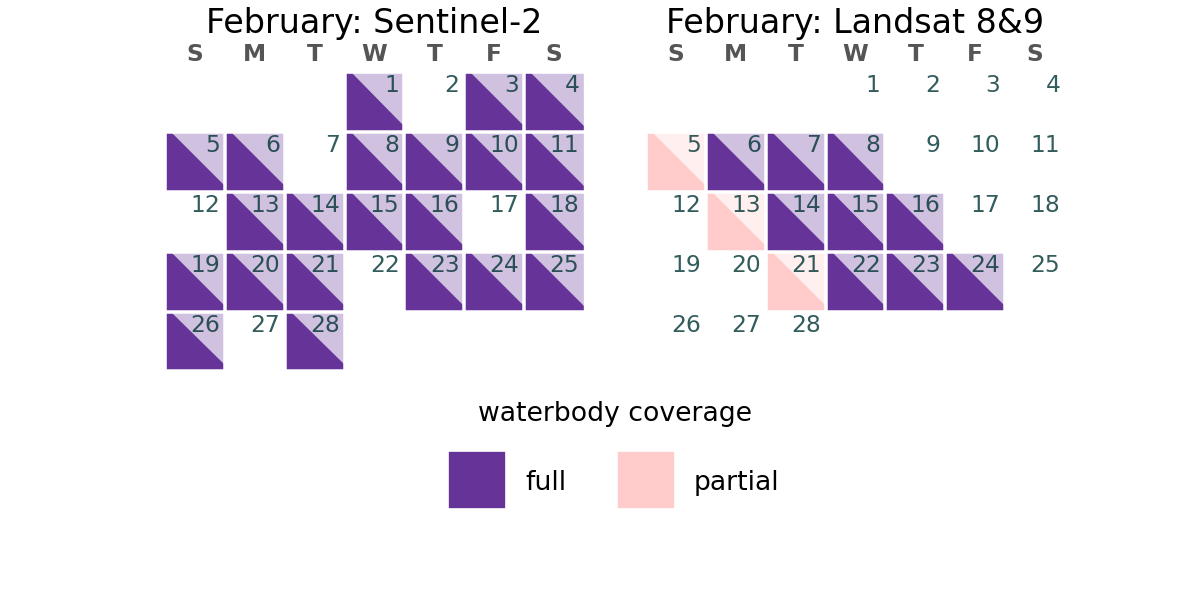 February: Sentinel-2
S M T W T F S
1 2 3 4
5 6 7 8 9 10 11
12 13 14 15 16 17 18
19 20 21 22 23 24 25
26 27 28
February: Landsat 8&9
S M T W T F S
1 2 3 4
5 6 7 8 9 10 11
12 13 14 15 16 17 18
19 20 21 22 23 24 25
26 27 28
waterbody coverage
full partial